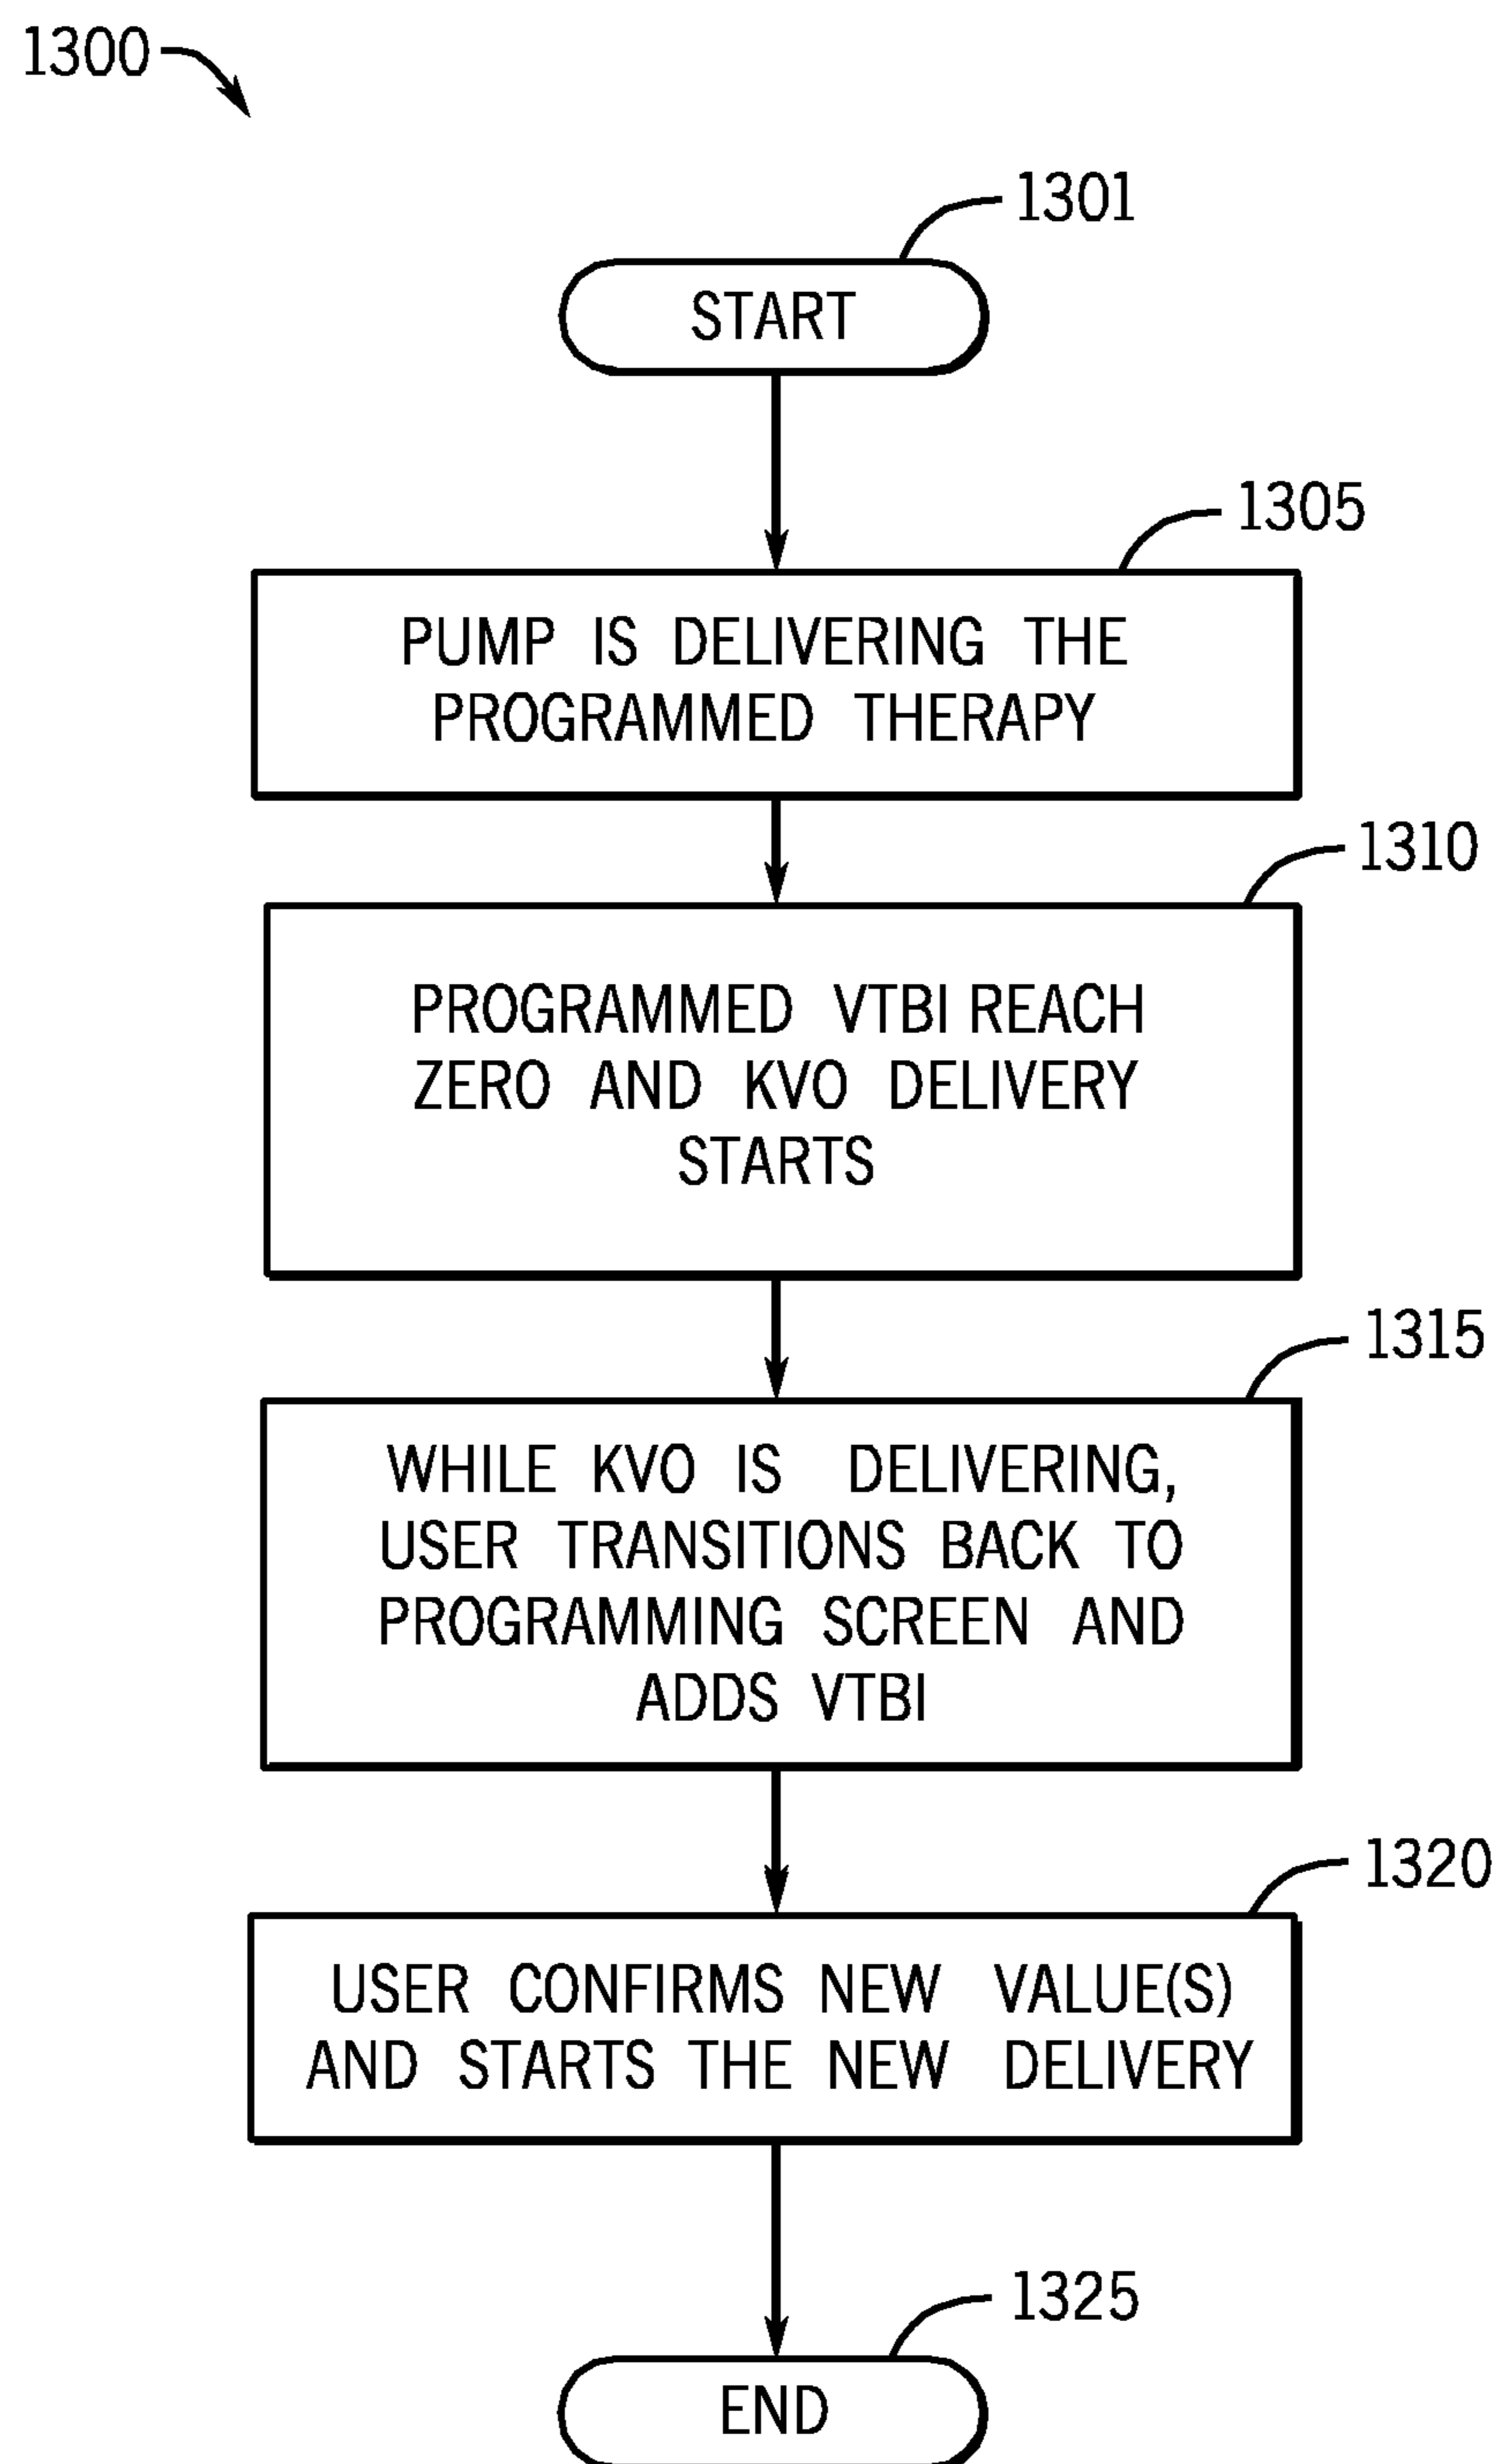 1300
1301
START
1305
PUMP IS DELIVERING THE
PROGRAMMED THERAPY
1310
PROGRAMMED VTBI REACH
ZERO AND KVO DELIVERY
STARTS
1315
WHILE KVO IS DELIVERING,
USER TRANSITIONS BACK TO
PROGRAMMING SCREEN AND
ADDS VTBI
1320
USER CONFIRMS NEW VALUE(S)
AND STARTS THE NEW DELIVERY
1325
END